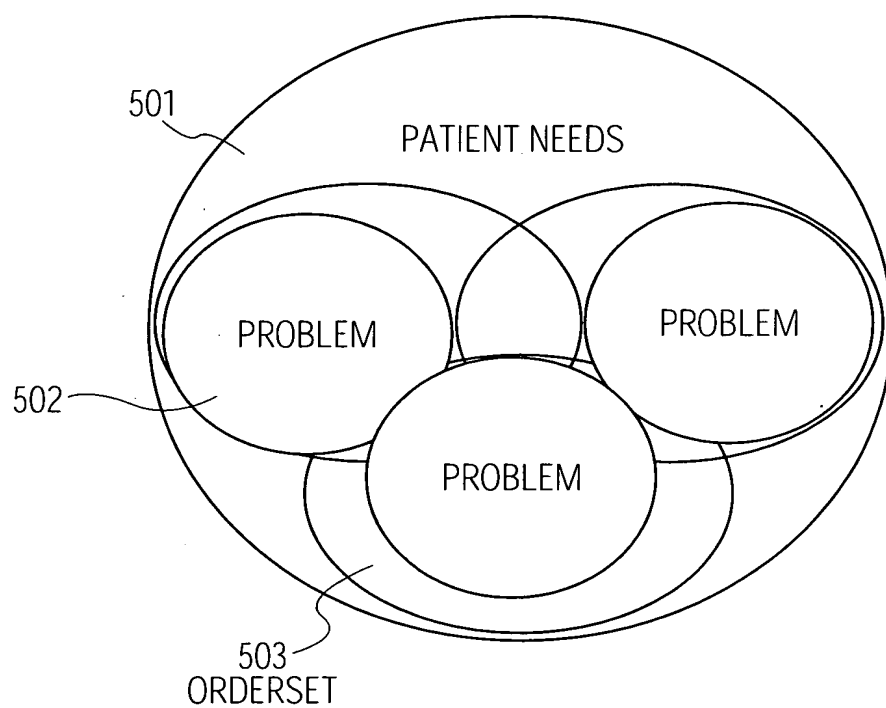 501
PATIENT NEEDS
PROBLEM
PROBLEM
502
PROBLEM
503
ORDERSET